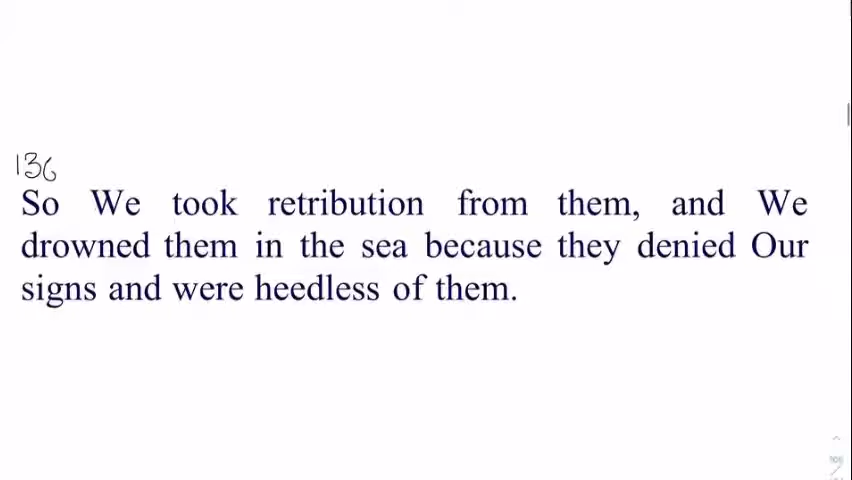 136
So We took retribution from them, and We
drowned them in the sea because they denied Our
signs and were heedless of them.